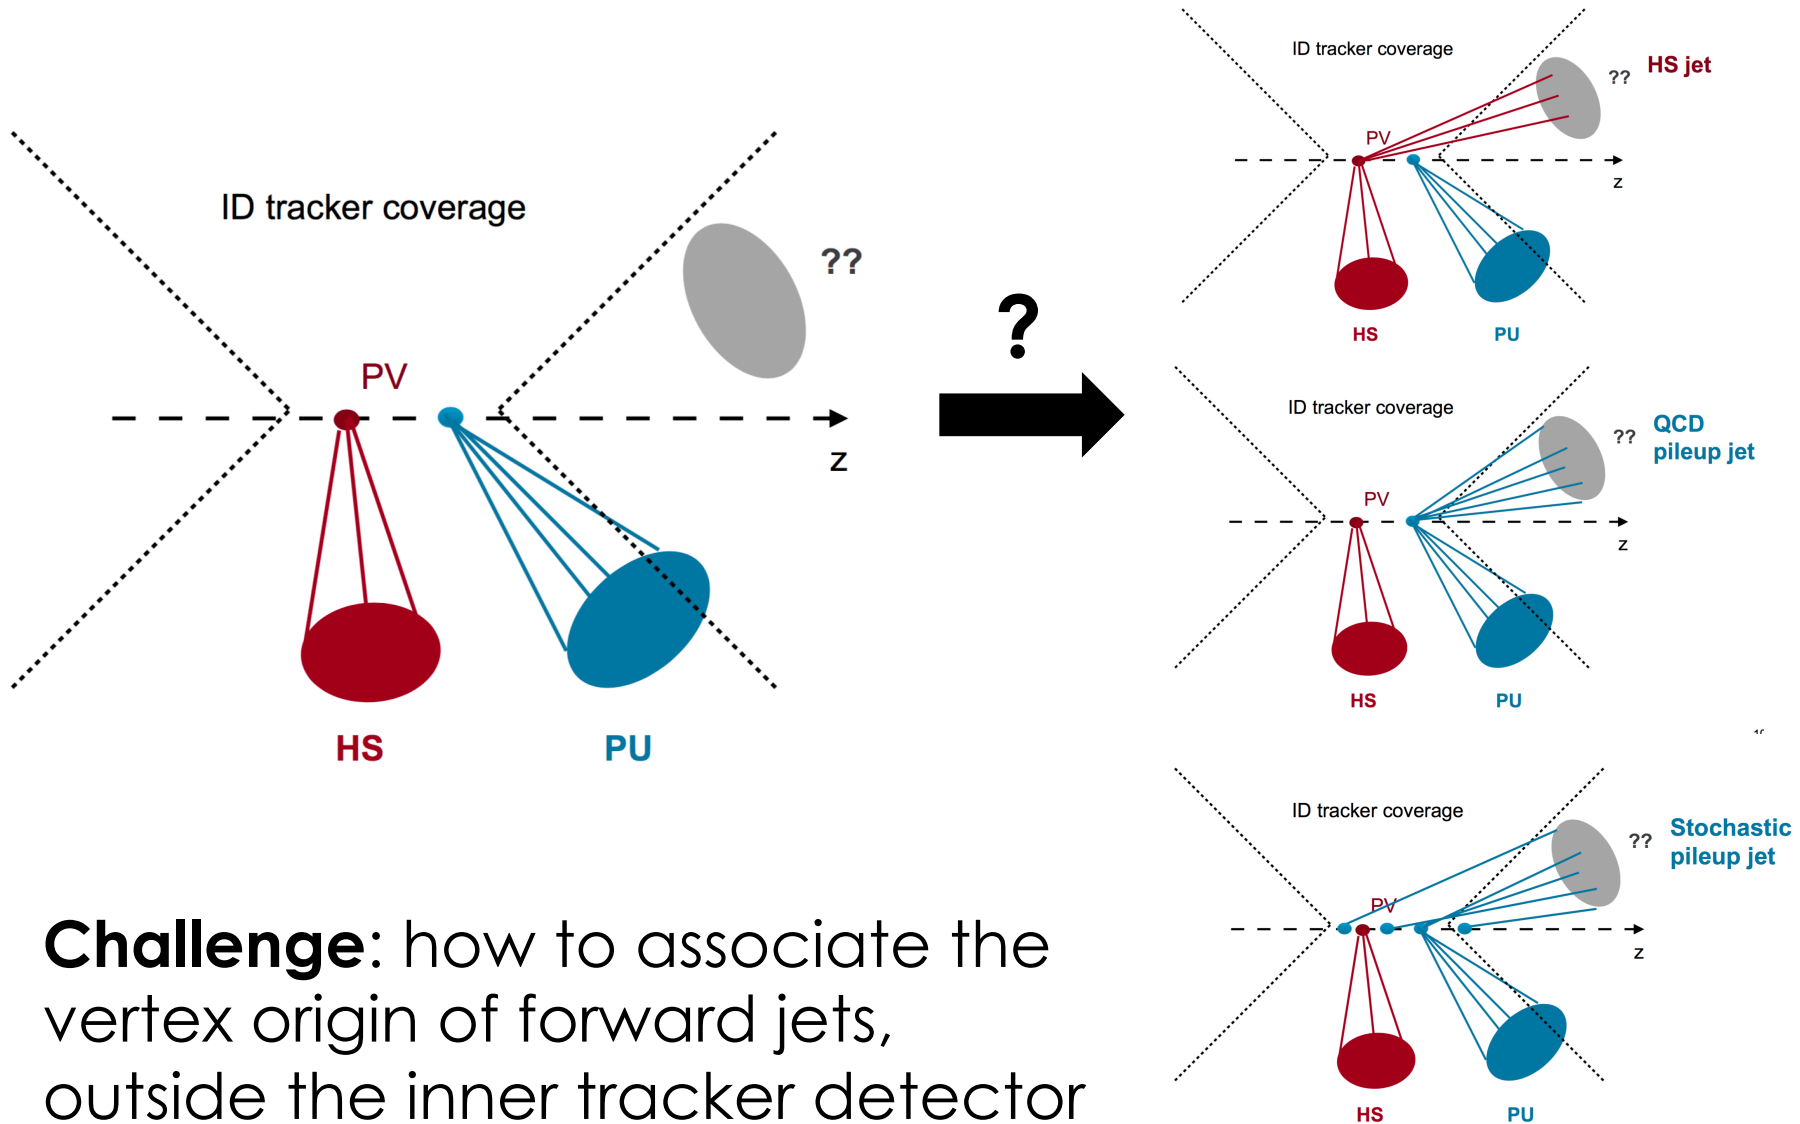 ID tracker coverage
??
PV
z
HS
PU
?
ID tracker coverage
??
HS jet
PV
z
HS
PU
ID tracker coverage
??
QCD
pileup jet
PV
z
HS
PU
ID tracker coverage
??
Stochastic
pileup jet
PV
z
HS
PU
Challenge: how to associate the
vertex origin of forward jets,
outside the inner tracker detector